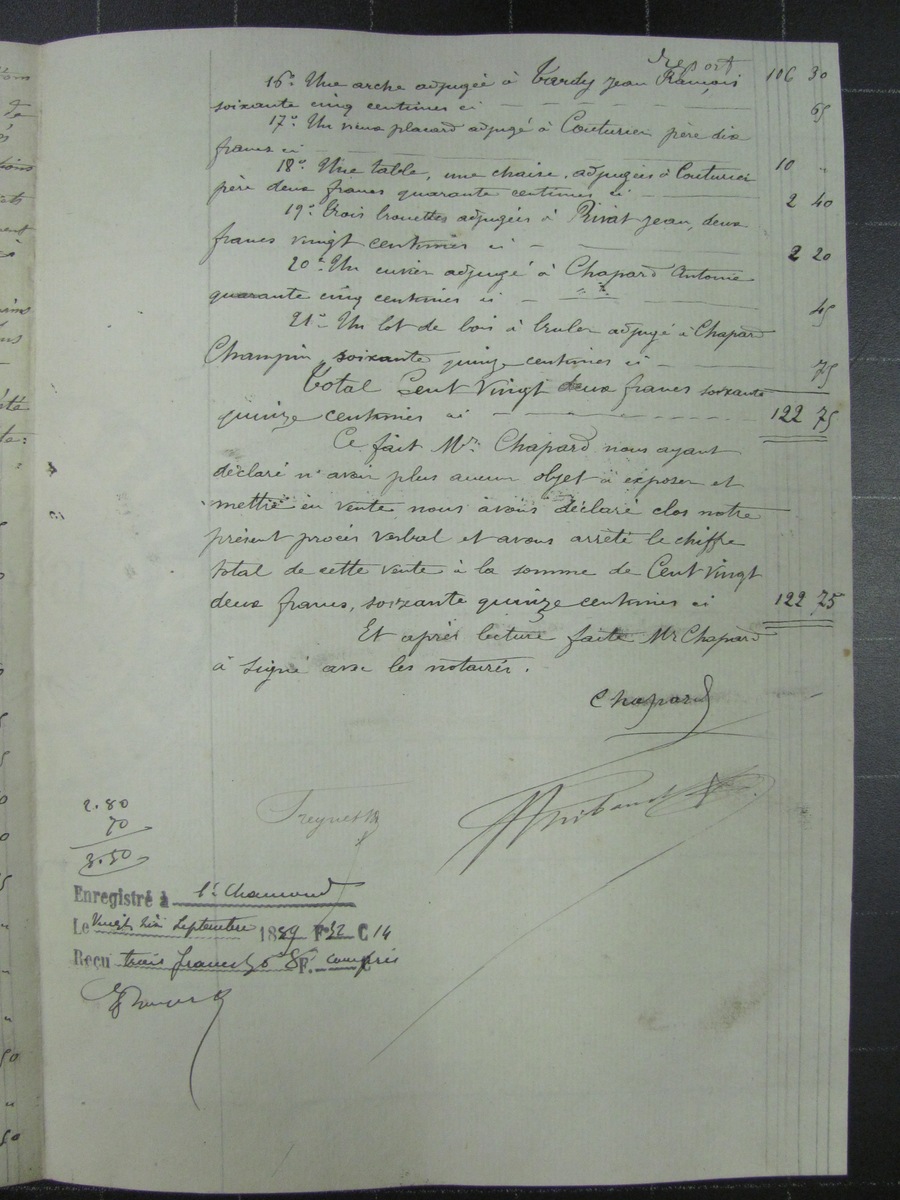 Report 106 30
16° Une arche adjugée à Tardy Jean François
soixante cinq centimes ci — 65
17° Un vieux placard adjugé à Couturier père dix
francs ci — 10 "
18° Une table, une chaise, adjugées à Couturier
père deux francs quarante centimes ci — 2 40
19° trois brouettes adjugées à Rivat Jean, deux
francs vingt centimes ci — 2 20
20° Un cuvier adjugé à Chapard Antoine
quarante cinq centimes ci — 45
21° Un lot de bois à bruler adjugé à Chapard
Champin, soixante quinze centimes ci — 75
Total Cent Vingt deux francs soixante
quinze centimes ci — 122 75
Ce fait Mr Chapard nous ayant
déclaré n'avoir plus aucun objet à exposer et
mettre en vente nous avons déclaré clos notre
présent procès verbal et avons arrêté le chiffre
total de cette vente à la somme de Cent vingt
deux francs, soixante quinze centimes ci 122 75
Et après lecture faite Mr Chapard
à signé avec les notaires.
Chapard
2.80
70
3.50
Enregistré à St Chamond
Le Vingt six Septembre 1889 F° 32 C 14
Reçu trois francs 50 compris